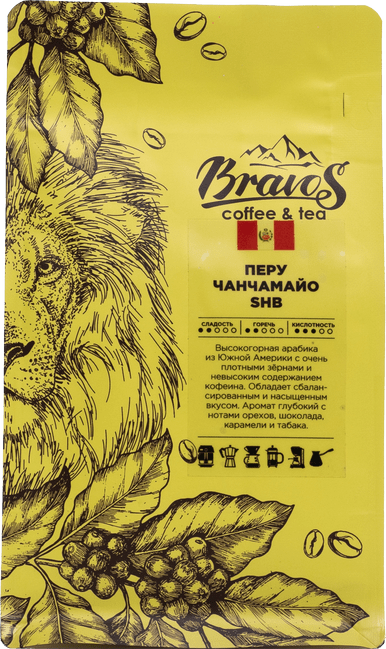 Bravos
coffee & tea
ПЕРУ
ЧАНЧАМАЙО
SHB
СЛАДОСТЬ ГОРЕЧЬ КИСЛОТНОСТЬ
Высокогорная арабика
из Южной Америки с очень
плотными зёрнами и
невысоким содержанием
кофеина. Обладает сбалан-
сированным и насыщенным
вкусом. Аромат глубокий с
нотами орехов, шоколада,
карамели и табака.